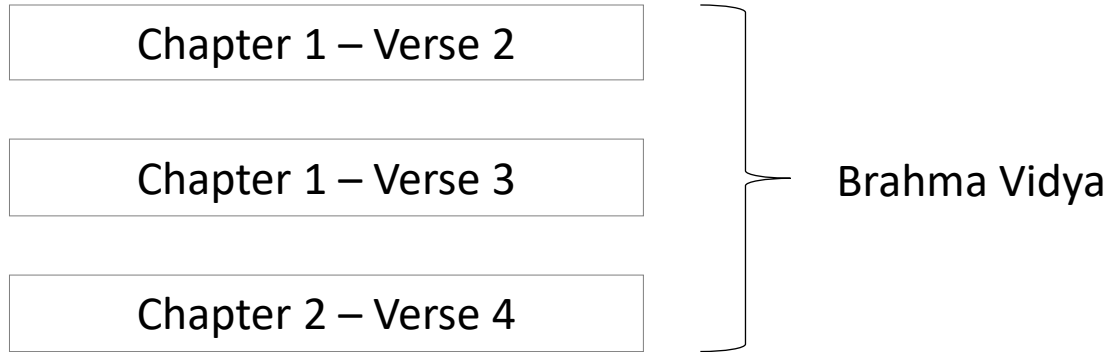 Chapter 1 – Verse 2
Chapter 1 – Verse 3
Brahma Vidya
Chapter 2 – Verse 4